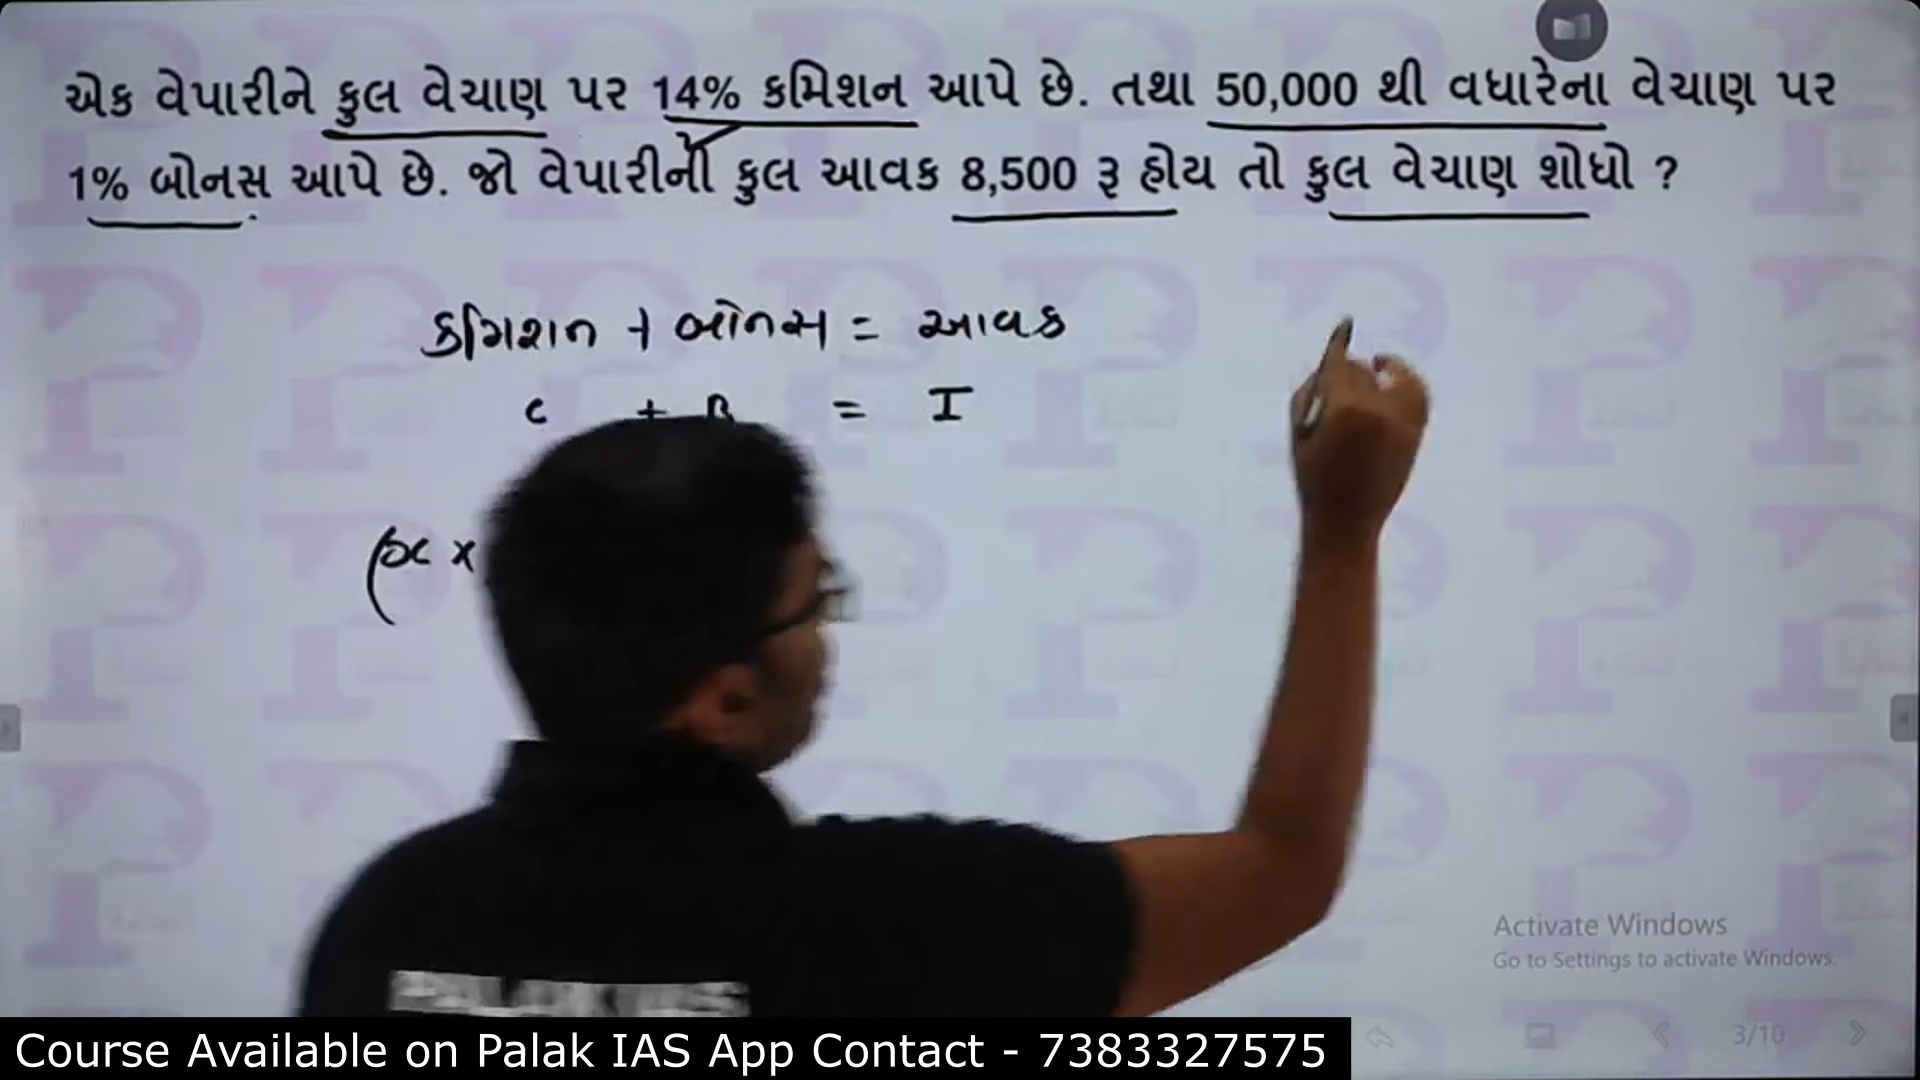 એક વેપારીને કુલ વેચાણ પર 14% કમિશન આપે છે. તથા 50,000 થી વધારેના વેચાણ પર
1% બોનસ આપે છે. જો વેપારીની કુલ આવક 8,500 રૂ હોય તો કુલ વેચાણ શોધો ?
કમિશન + બોનસ = આવક
C + B = I
(x ×
Activate Windows
Go to Settings to activate Windows.
3/10
Course Available on Palak IAS App Contact - 7383327575